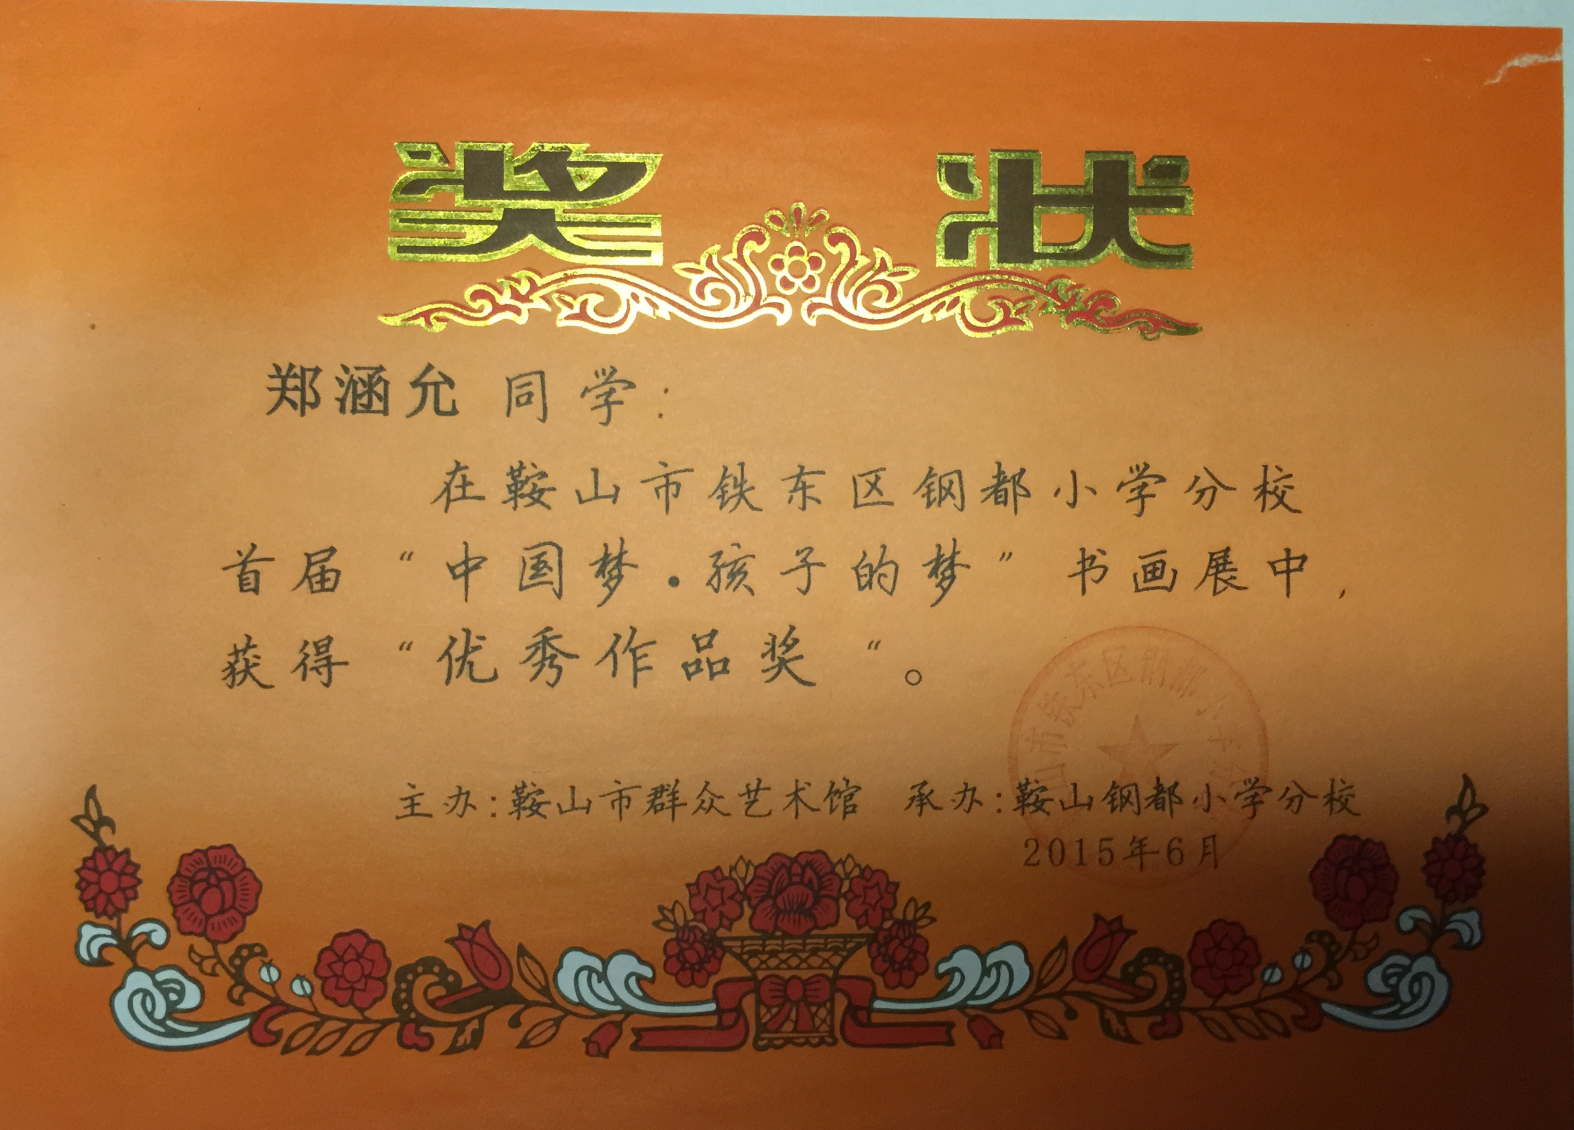 奖状
郑涵允 同学：
在鞍山市铁东区钢都小学分校
首届“中国梦·孩子的梦”书画展中，
获得“优秀作品奖“。
主办：鞍山市群众艺术馆 承办：鞍山钢都小学分校
2015年6月
山市铁东区钢都小学分